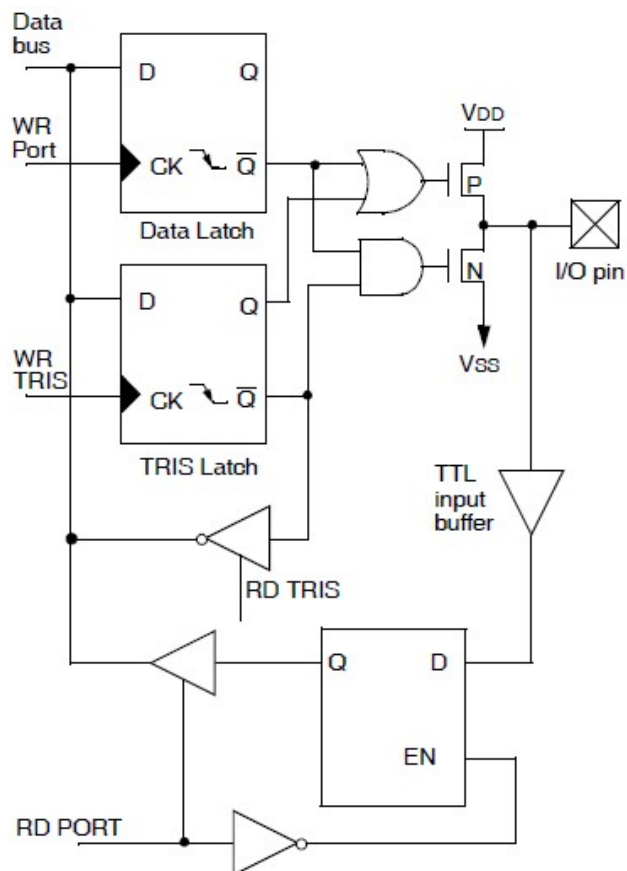 Data
bus
D
Q
WR
Port
CK
Q̅
Data Latch
VDD
P
N
I/O pin
VSS
D
Q
WR
TRIS
CK
Q̅
TRIS Latch
TTL
input
buffer
RD TRIS
Q
D
EN
RD PORT